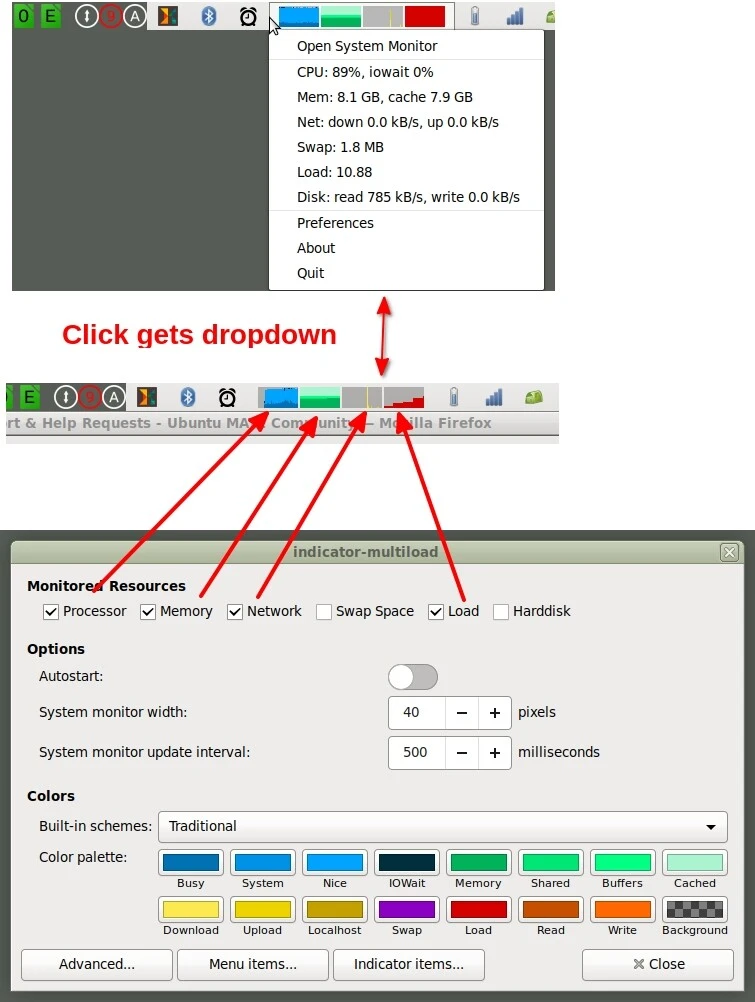 0 E 9 A
Open System Monitor
CPU: 89%, iowait 0%
Mem: 8.1 GB, cache 7.9 GB
Net: down 0.0 kB/s, up 0.0 kB/s
Swap: 1.8 MB
Load: 10.88
Disk: read 785 kB/s, write 0.0 kB/s
Preferences
About
Quit
Click gets dropdown
E 9 A
rt & Help Requests - Ubuntu MA Community — Mozilla Firefox
indicator-multiload
Monitored Resources
Processor Memory Network Swap Space Load Harddisk
Options
Autostart:
System monitor width: 40 − + pixels
System monitor update interval: 500 − + milliseconds
Colors
Built-in schemes: Traditional
Color palette:
Busy System Nice IOWait Memory Shared Buffers Cached
Download Upload Localhost Swap Load Read Write Background
Advanced... Menu items... Indicator items... Close